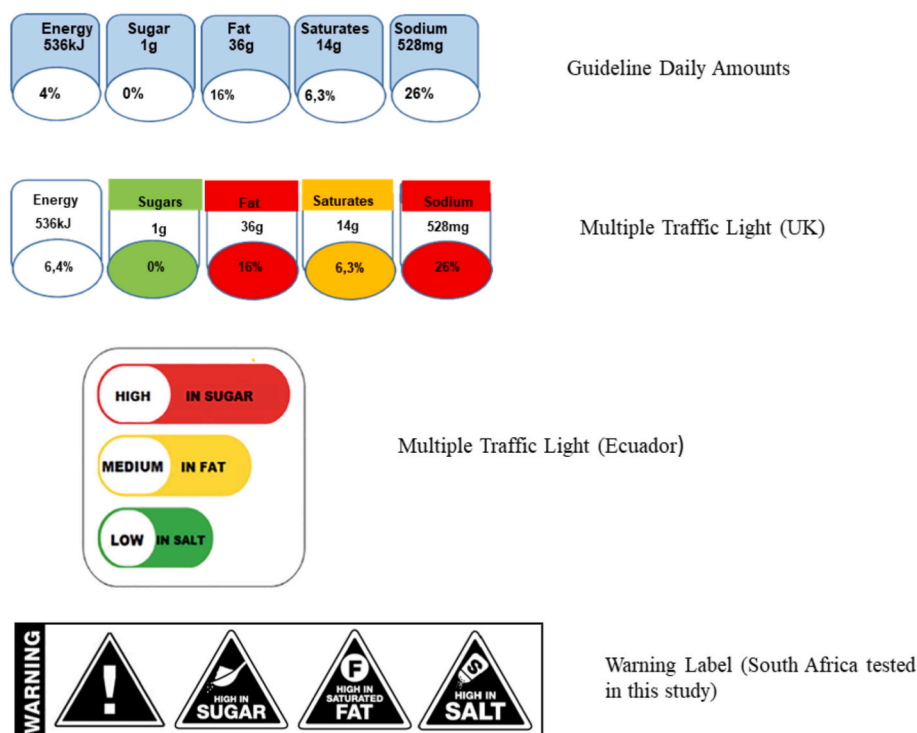 Energy Sugar Fat Saturates Sodium
536kJ 1g 36g 14g 528mg
4% 0% 16% 6,3% 26%
Guideline Daily Amounts
Energy Sugars Fat Saturates Sodium
536kJ 1g 36g 14g 528mg
6,4% 0% 16% 6,3% 26%
Multiple Traffic Light (UK)
HIGH IN SUGAR
MEDIUM IN FAT
LOW IN SALT
Multiple Traffic Light (Ecuador)
WARNING
!
HIGH IN
SUGAR
F
HIGH IN
SATURATED
FAT
S
HIGH IN
SALT
Warning Label (South Africa tested
in this study)